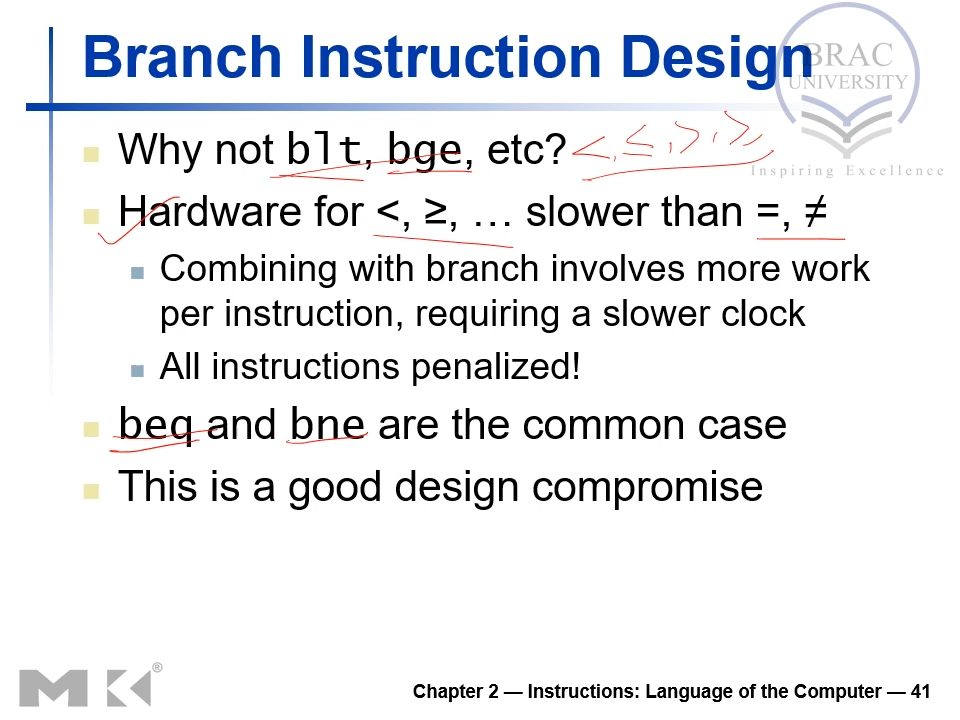 Branch Instruction Design
BRAC
UNIVERSITY
Inspiring Excellence
Why not blt, bge, etc? <, ≤, >, ≥
Hardware for <, ≥, … slower than =, ≠
Combining with branch involves more work
per instruction, requiring a slower clock
All instructions penalized!
beq and bne are the common case
This is a good design compromise
MK®
Chapter 2 — Instructions: Language of the Computer — 41